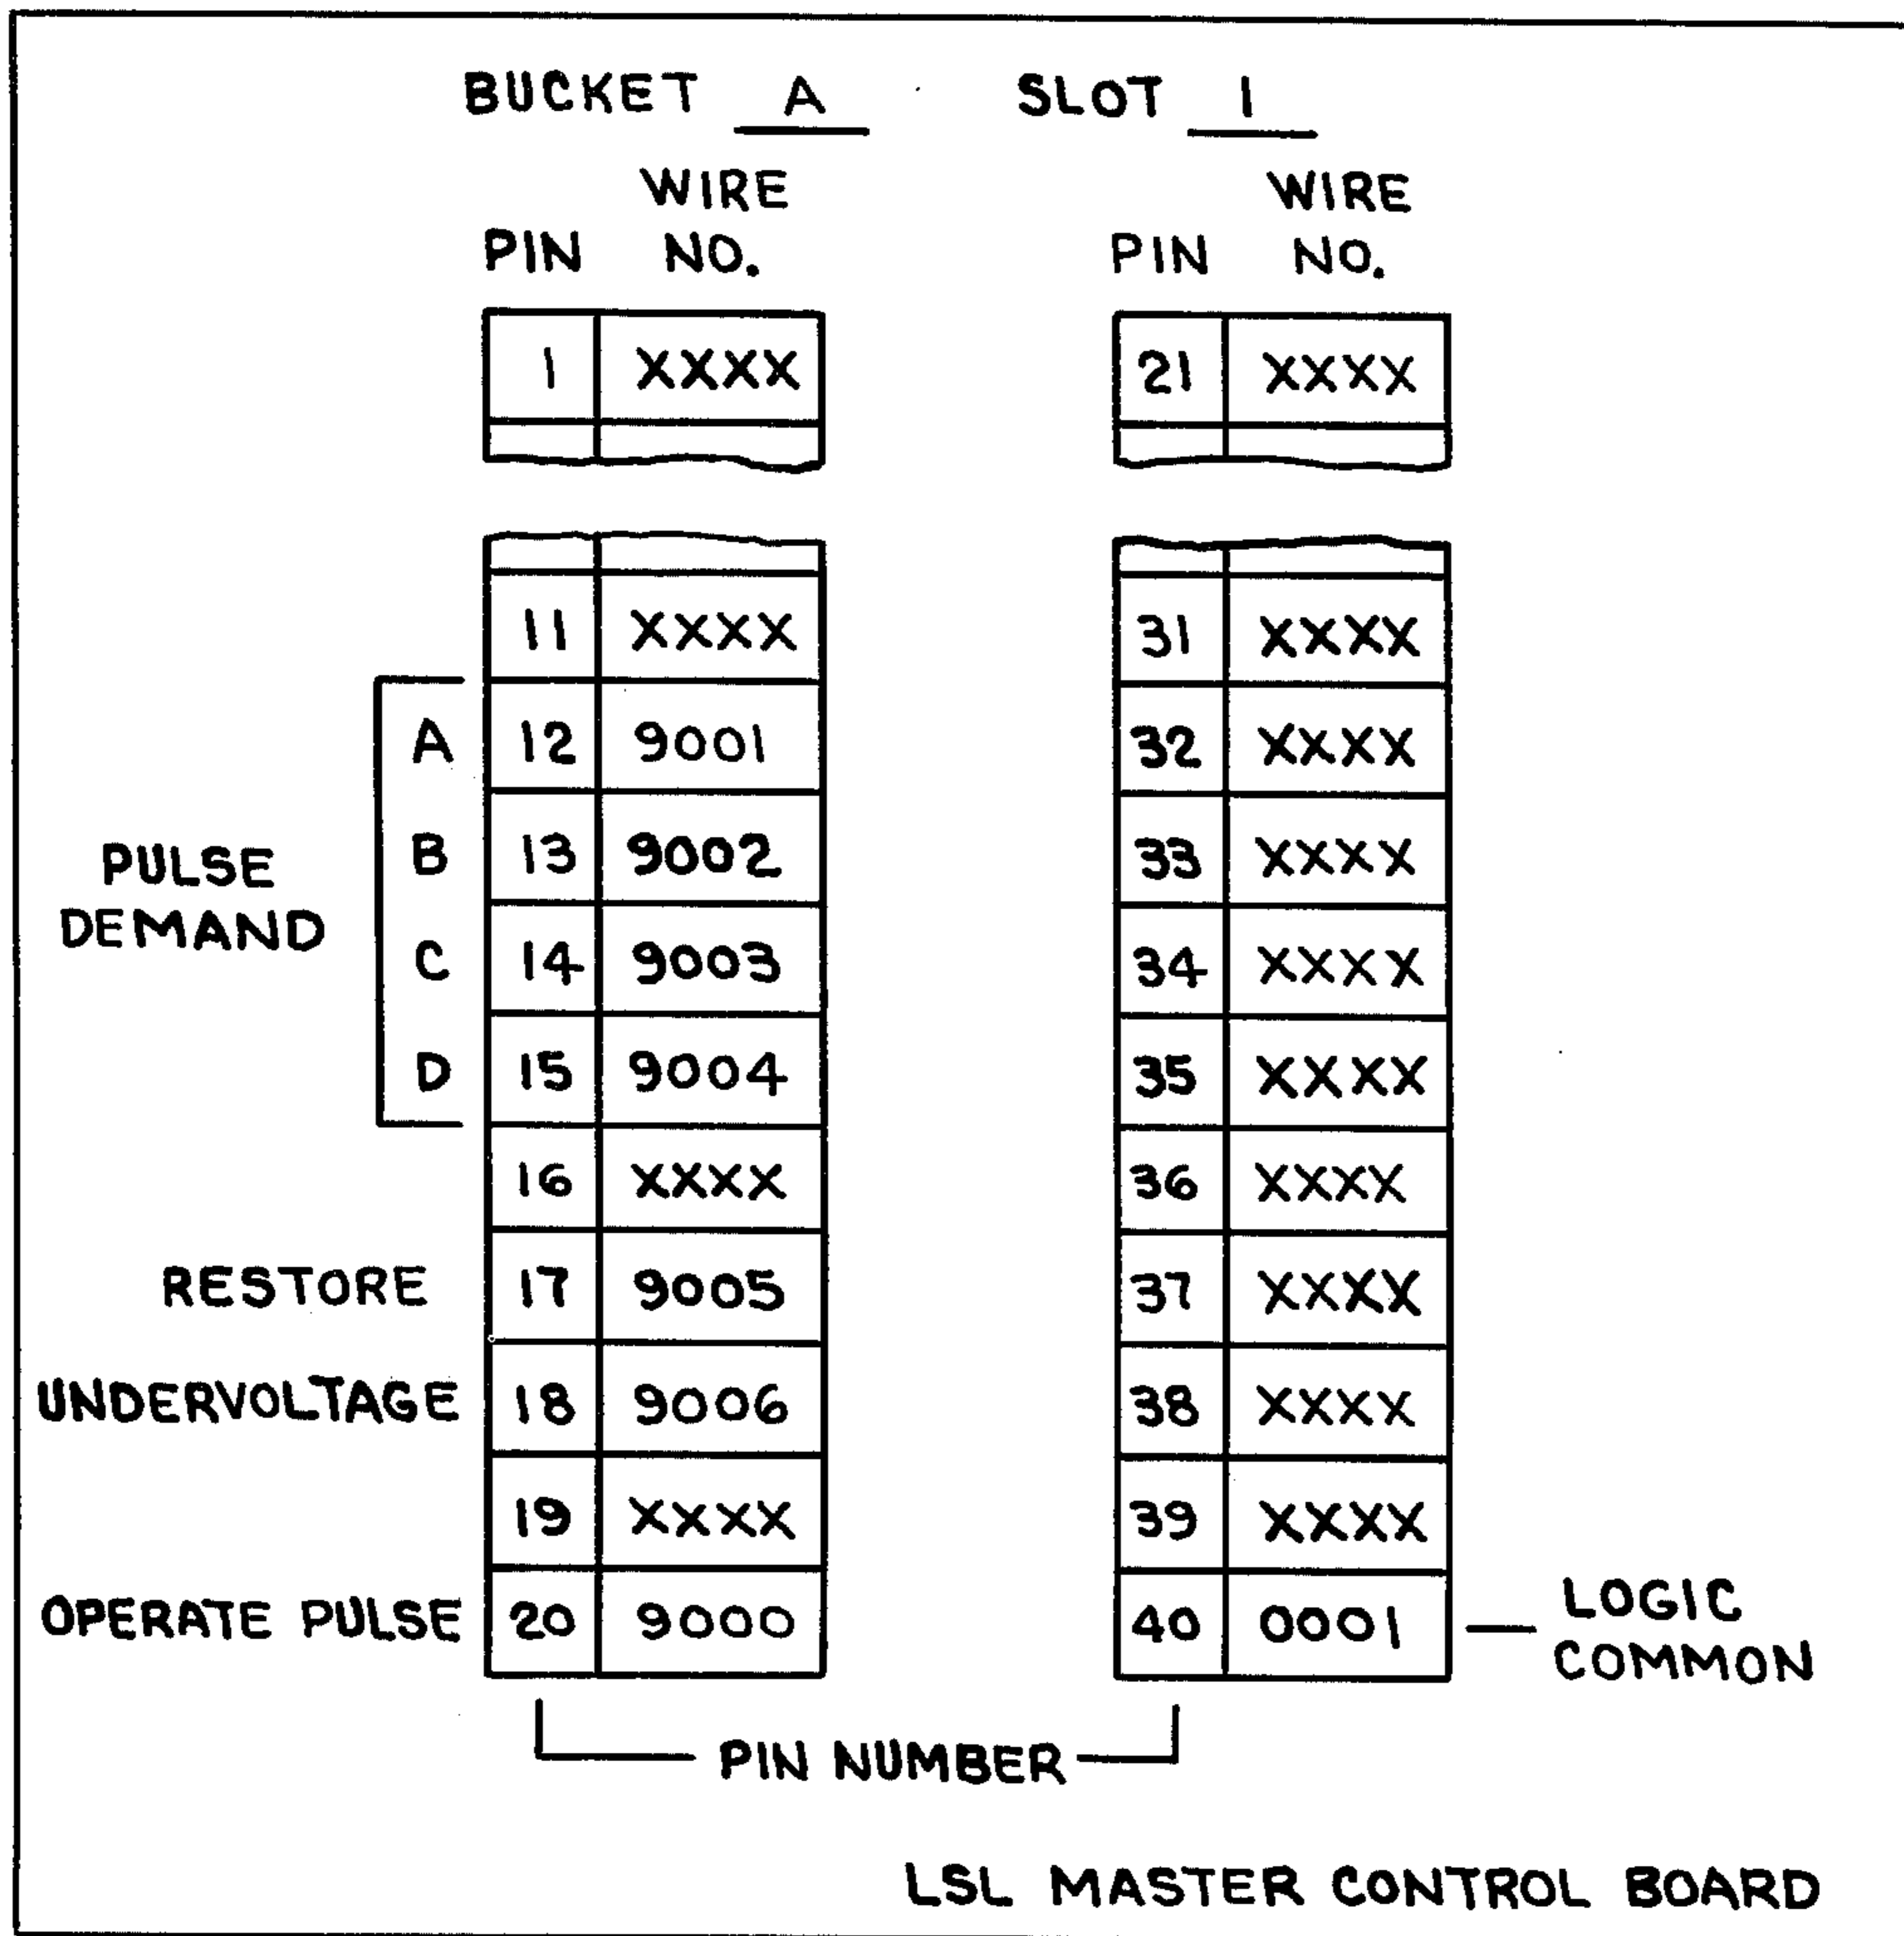 BUCKET A SLOT 1
WIRE WIRE
PIN NO. PIN NO.
1 XXXX 21 XXXX
11 XXXX 31 XXXX
A 12 9001 32 XXXX
B 13 9002 33 XXXX
PULSE
DEMAND
C 14 9003 34 XXXX
D 15 9004 35 XXXX
16 XXXX 36 XXXX
RESTORE 17 9005 37 XXXX
UNDERVOLTAGE 18 9006 38 XXXX
19 XXXX 39 XXXX
OPERATE PULSE 20 9000 40 0001 LOGIC
COMMON
PIN NUMBER
LSL MASTER CONTROL BOARD